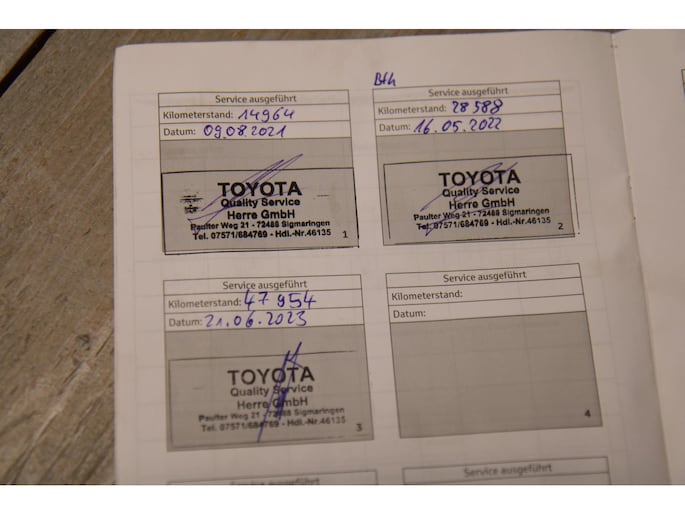 Service ausgeführt
Kilometerstand: 14964
Datum: 09.08.2021
TOYOTA
Quality Service
Herre GmbH
Paulter Weg 21 - 72488 Sigmaringen
Tel. 07571/684769 - Hdl.-Nr.46135
1
Service ausgeführt
Kilometerstand: 28588
Datum: 16.05.2022
TOYOTA
Quality Service
Herre GmbH
Paulter Weg 21 - 72488 Sigmaringen
Tel. 07571/684769 - Hdl.-Nr.46135
2
Service ausgeführt
Kilometerstand: 47954
Datum: 21.06.2023
TOYOTA
Quality Service
Herre GmbH
Paulter Weg 21 - 72488 Sigmaringen
Tel. 07571/684769 - Hdl.-Nr.46135
3
Service ausgeführt
Kilometerstand:
Datum:
4
Service ausgeführt
Service ausgeführt